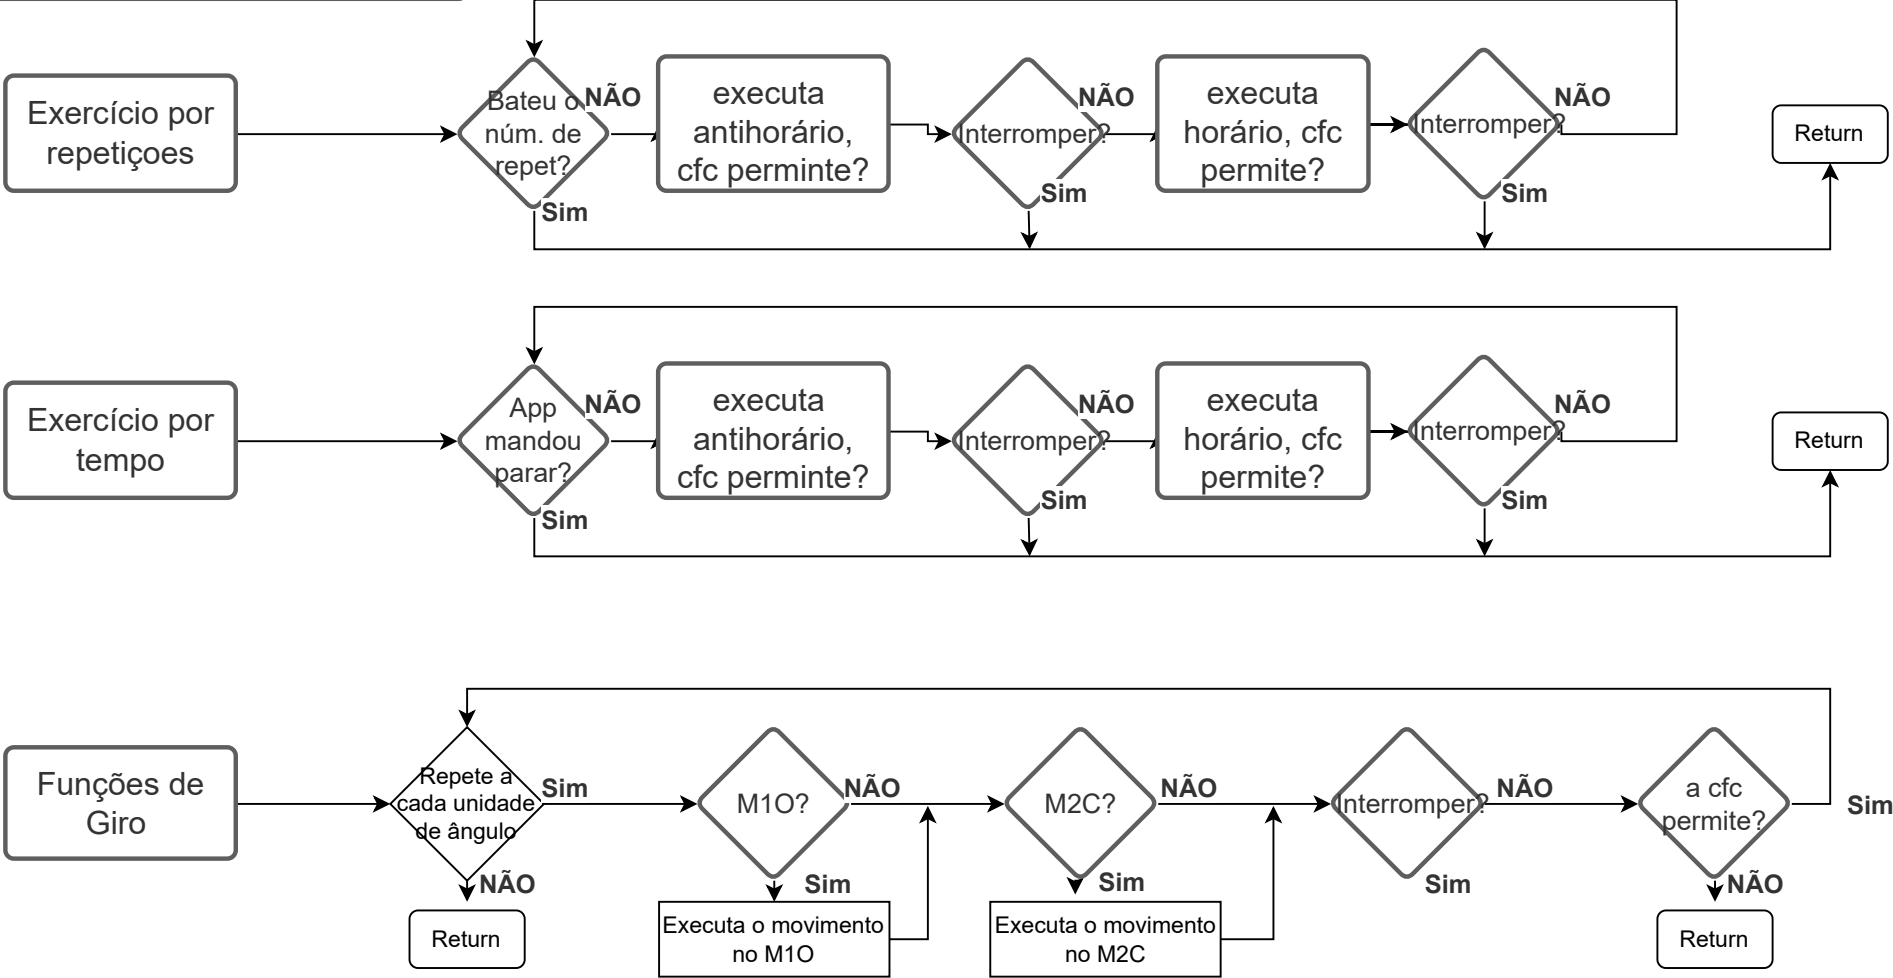 Exercício por
repetiçoes
Bateu o
núm. de
repet?
NÃO
Sim
executa
antihorário,
cfc perminte?
Interromper?
NÃO
Sim
executa
horário, cfc
permite?
Interromper?
NÃO
Sim
Return
Exercício por
tempo
App
mandou
parar?
NÃO
Sim
executa
antihorário,
cfc perminte?
Interromper?
NÃO
Sim
executa
horário, cfc
permite?
Interromper?
NÃO
Sim
Return
Funções de
Giro
Repete a
cada unidade
de ângulo
Sim
NÃO
Return
M1O?
NÃO
Sim
Executa o movimento
no M1O
M2C?
NÃO
Sim
Executa o movimento
no M2C
Interromper?
NÃO
Sim
a cfc
permite?
Sim
NÃO
Return